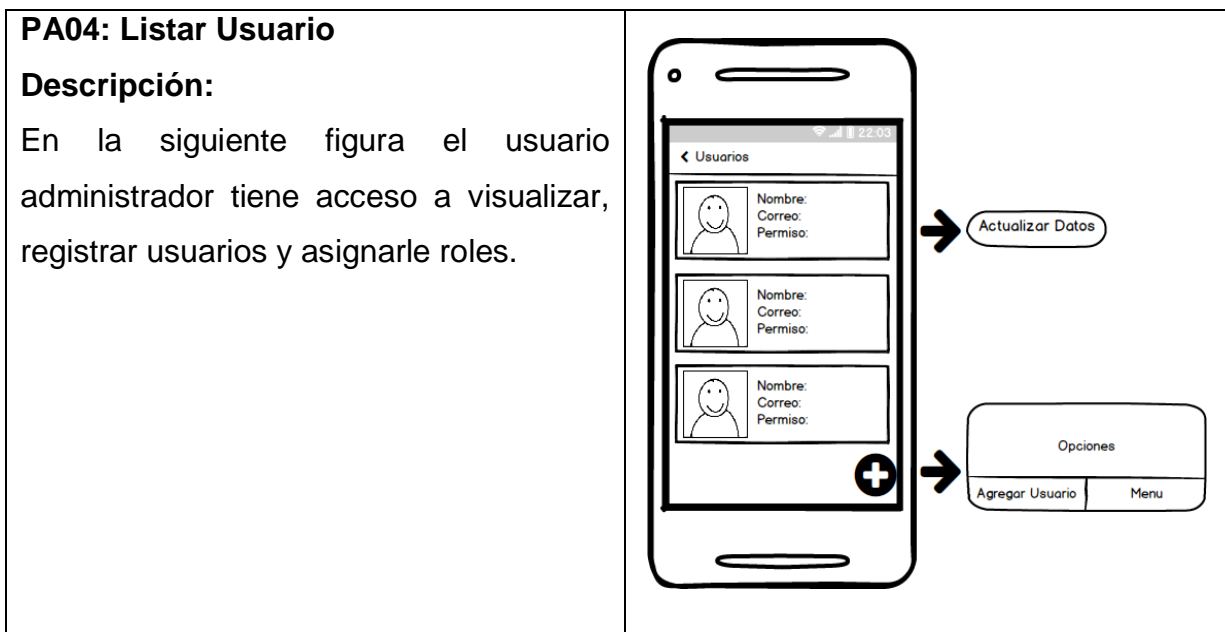 PA04: Listar Usuario
Descripción:
En la siguiente figura el usuario
administrador tiene acceso a visualizar,
registrar usuarios y asignarle roles.
22:03
Usuarios
Nombre:
Correo:
Permiso:
Actualizar Datos
Nombre:
Correo:
Permiso:
Nombre:
Correo:
Permiso:
Opciones
Agregar Usuario
Menu